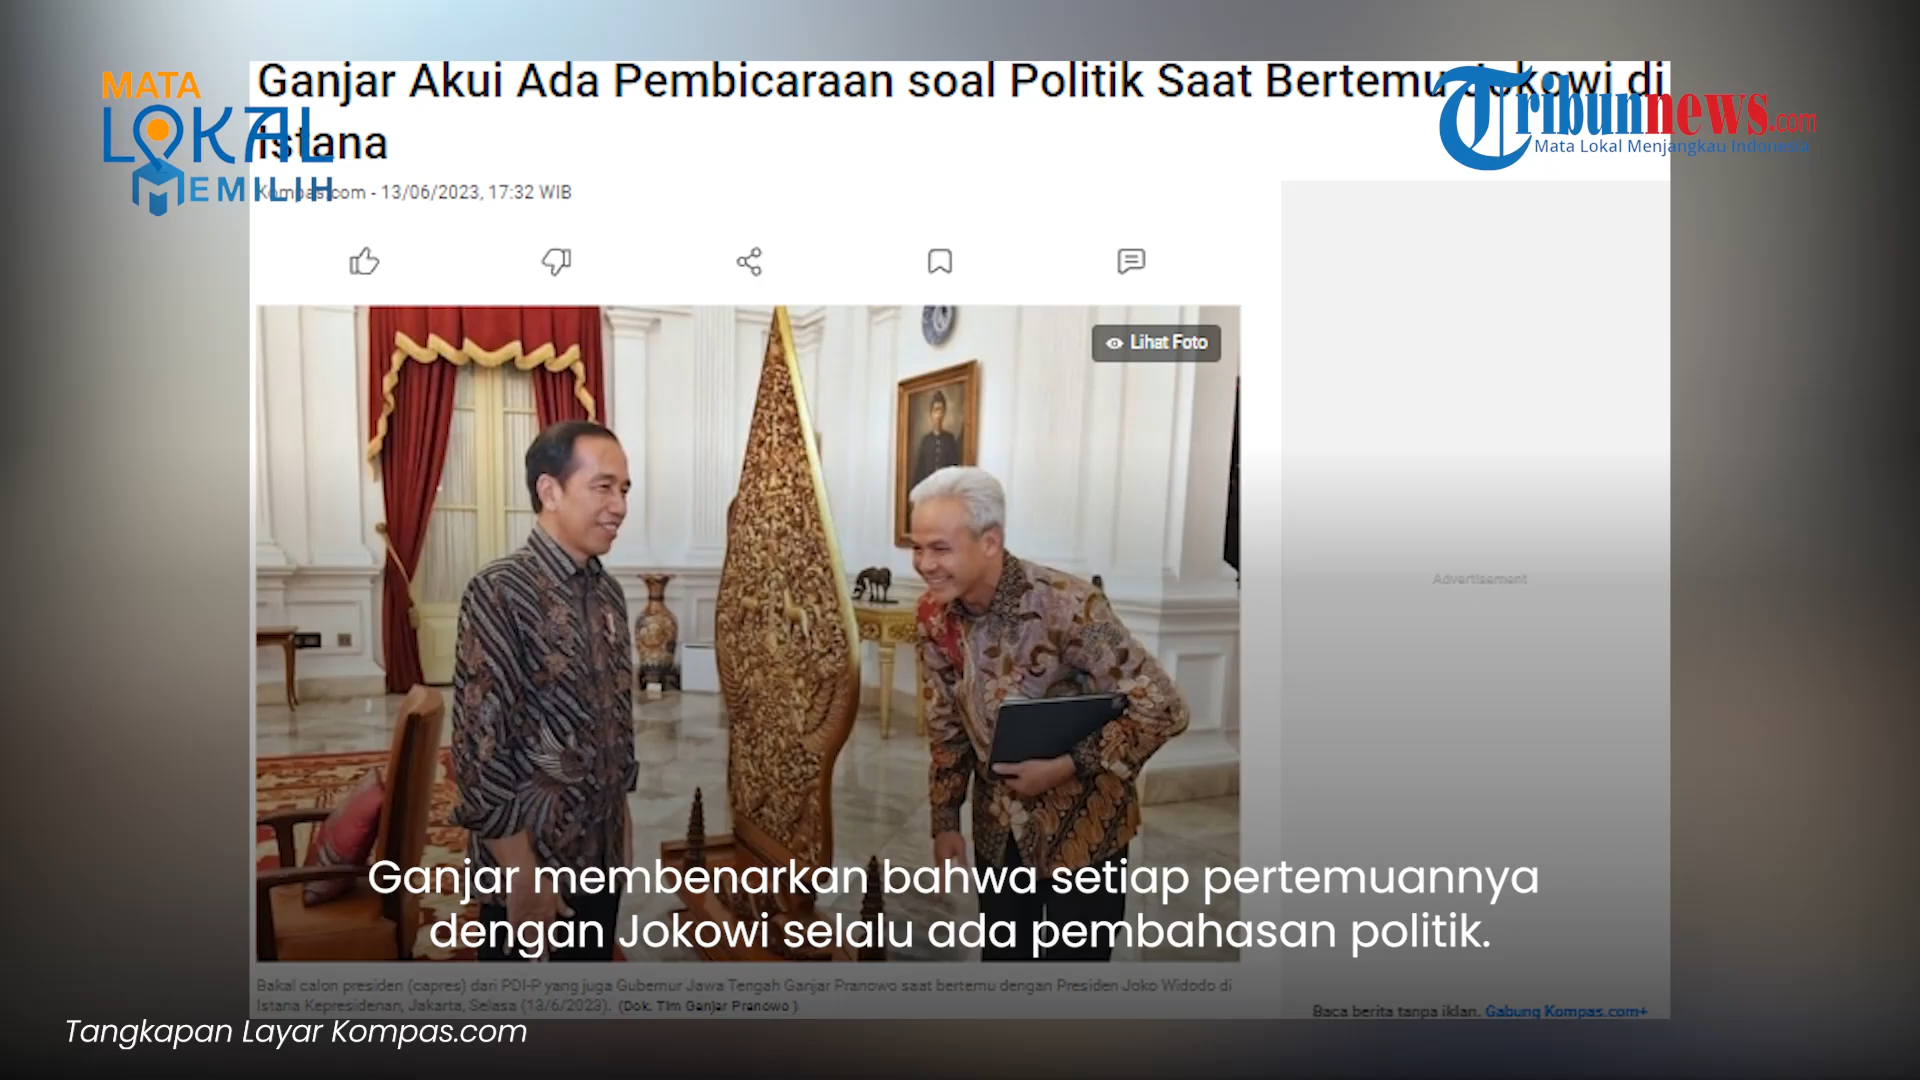 Ganjar Akui Ada Pembicaraan soal Politik Saat Bertemu Jokowi di
Istana
MATA
LOKAL
MEMILIH
Tribunnews.com
Mata Lokal Menjangkau Indonesia
Kompas.com - 13/06/2023, 17:32 WIB
Lihat Foto
Advertisement
Ganjar membenarkan bahwa setiap pertemuannya
dengan Jokowi selalu ada pembahasan politik.
Bakal calon presiden (capres) dari PDI-P yang juga Gubernur Jawa Tengah Ganjar Pranowo saat bertemu dengan Presiden Joko Widodo di
Istana Kepresidenan, Jakarta, Selasa (13/6/2023). (Dok. Tim Ganjar Pranowo )
Baca berita tanpa iklan. Gabung Kompas.com+
Tangkapan Layar Kompas.com